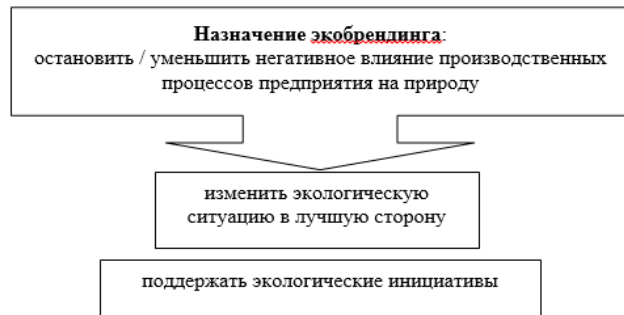 Назначение экобрендинга:
остановить / уменьшить негативное влияние производственных
процессов предприятия на природу
изменить экологическую
ситуацию в лучшую сторону
поддержать экологические инициативы